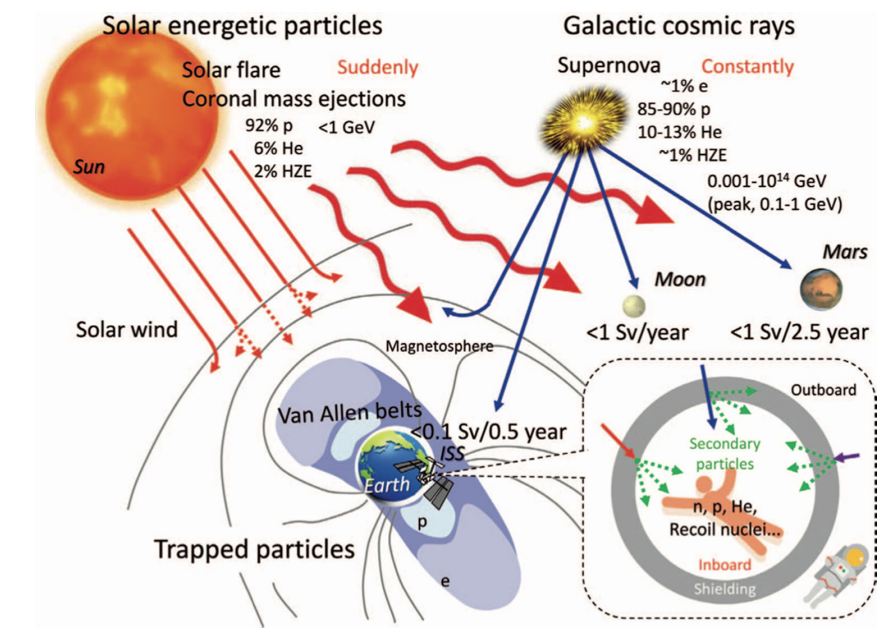 Solar energetic particles
Solar flare
Suddenly
Coronal mass ejections
92% p
<1 GeV
6% He
2% HZE
Sun
Solar wind
Galactic cosmic rays
Supernova
Constantly
~1% e
85-90% p
10-13% He
~1% HZE
0.001-10¹⁴ GeV
(peak, 0.1-1 GeV)
Mars
Moon
<1 Sv/year
<1 Sv/2.5 year
Magnetosphere
Van Allen belts
<0.1 Sv/0.5 year
ISS
Earth
p
e
Trapped particles
Outboard
Secondary
particles
n, p, He,
Recoil nuclei...
Inboard
Shielding